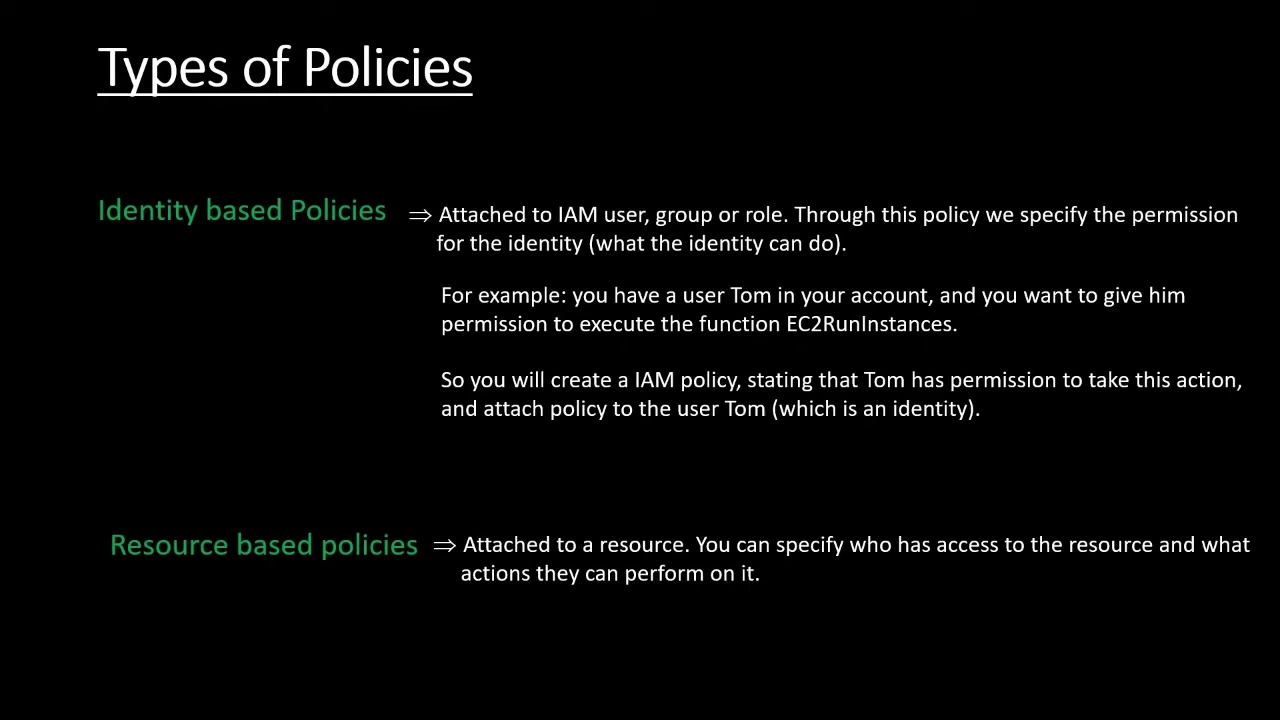 Types of Policies
Identity based Policies ⇒ Attached to IAM user, group or role. Through this policy we specify the permission
for the identity (what the identity can do).
For example: you have a user Tom in your account, and you want to give him
permission to execute the function EC2RunInstances.
So you will create a IAM policy, stating that Tom has permission to take this action,
and attach policy to the user Tom (which is an identity).
Resource based policies ⇒ Attached to a resource. You can specify who has access to the resource and what
actions they can perform on it.